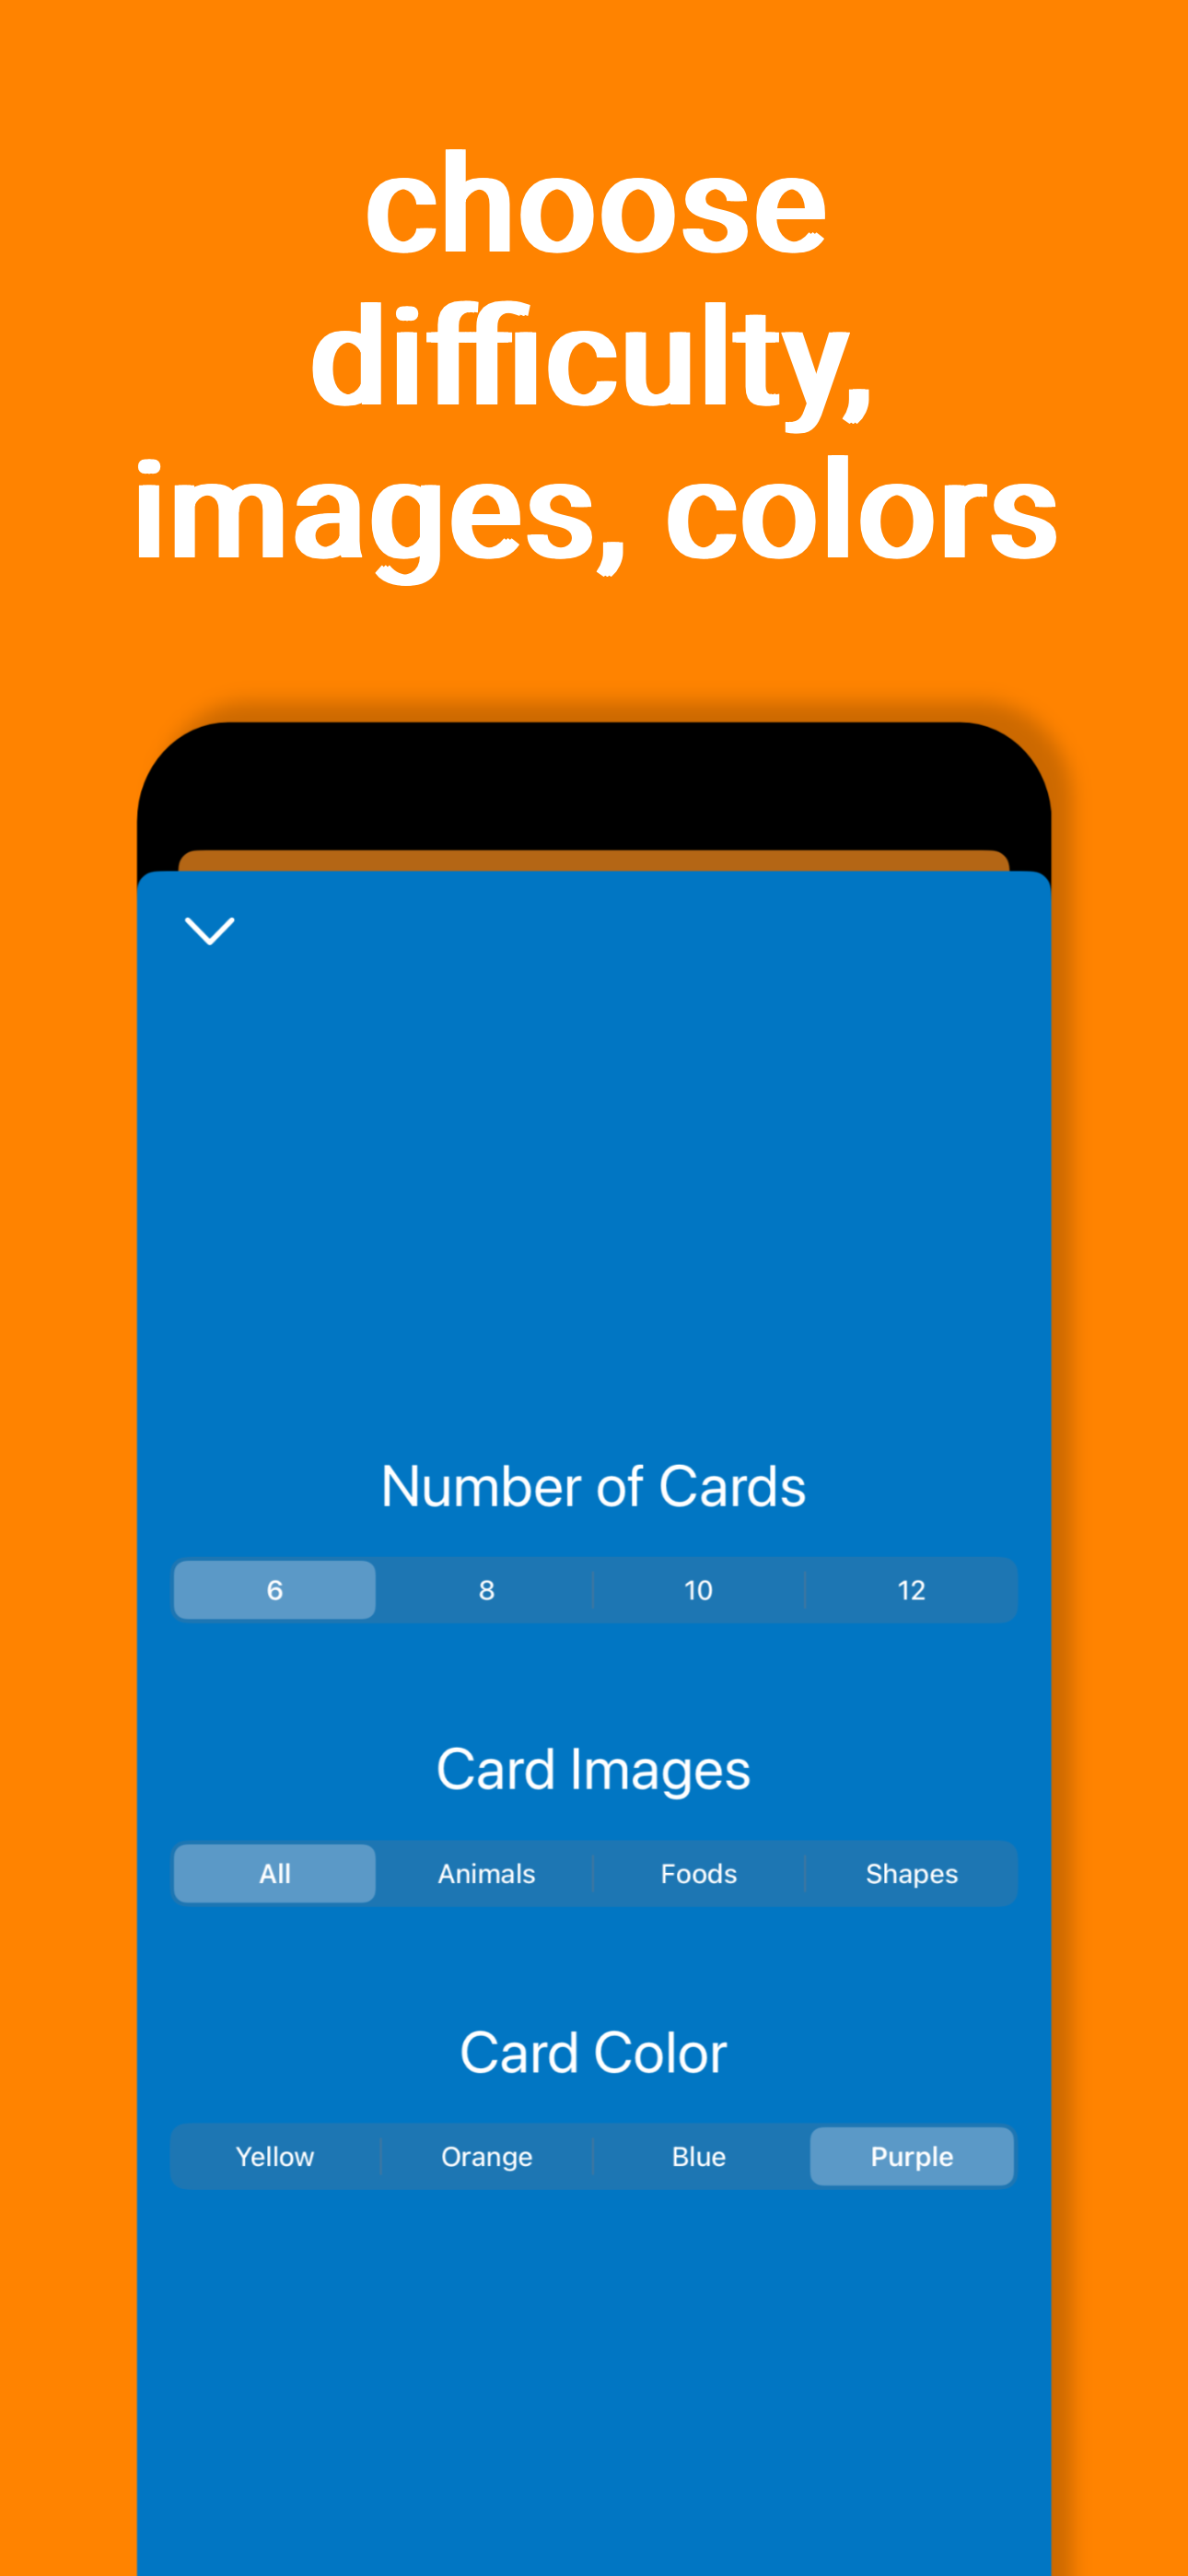 choose
difficulty,
images, colors
Number of Cards
6 8 10 12
Card Images
All Animals Foods Shapes
Card Color
Yellow Orange Blue Purple